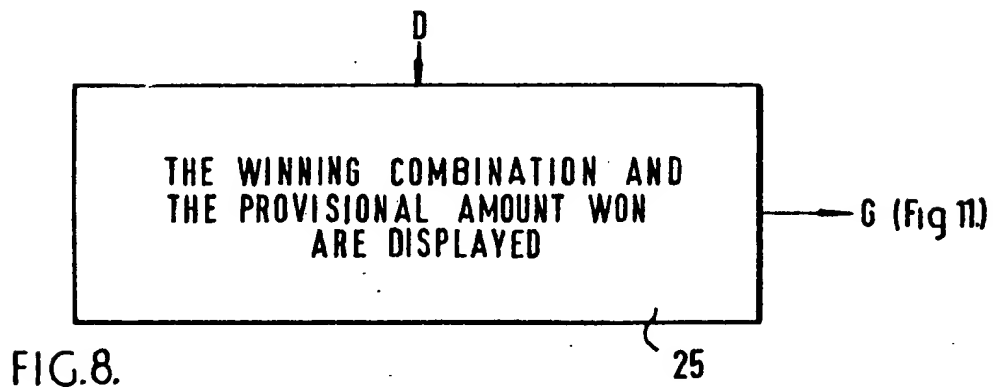 D
THE WINNING COMBINATION AND
THE PROVISIONAL AMOUNT WON
ARE DISPLAYED
G (Fig 11.)
25
FIG.8.